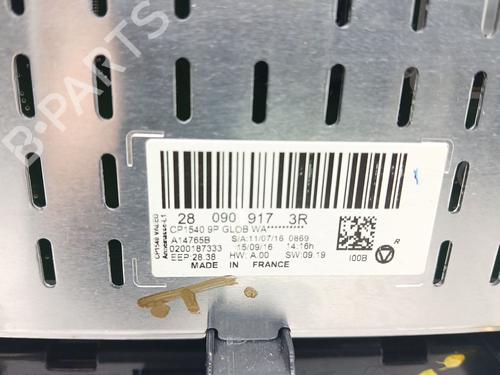 B-PARTS
28 090 917 3R
CP1540 9P GLOB WA**********
A14765B S/A:11/07/16 0869
0200187333 15/09/16 14:16h
EEP:28.38 HW: A.00 SW:09.19
MADE IN FRANCE
I00B
R